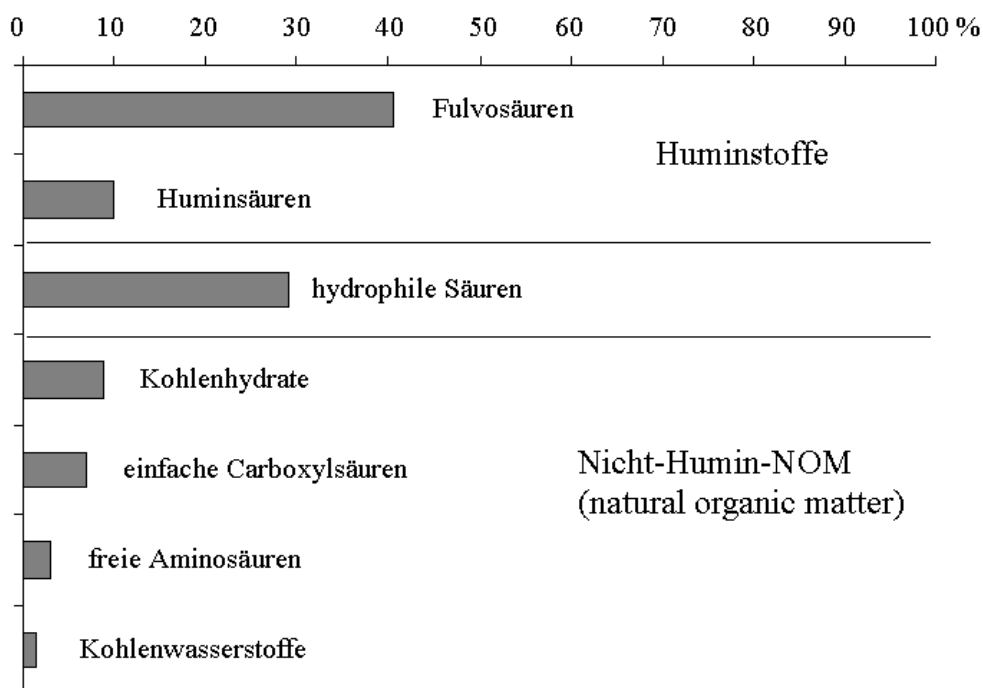 0 10 20 30 40 50 60 70 80 90 100 %
Fulvosäuren
Huminstoffe
Huminsäuren
hydrophile Säuren
Kohlenhydrate
einfache Carboxylsäuren
Nicht-Humin-NOM
(natural organic matter)
freie Aminosäuren
Kohlenwasserstoffe